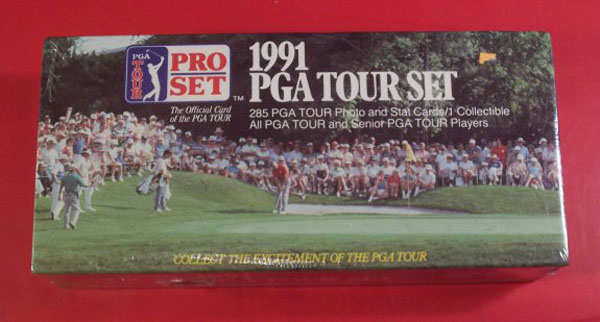 PGA
TOUR
PRO
SET
™
The Official Card
of the PGA TOUR
1991
PGA TOUR SET
285 PGA TOUR Photo and Stat Cards/1 Collectible
All PGA TOUR and Senior PGA TOUR Players
COLLECT THE EXCITEMENT OF THE PGA TOUR